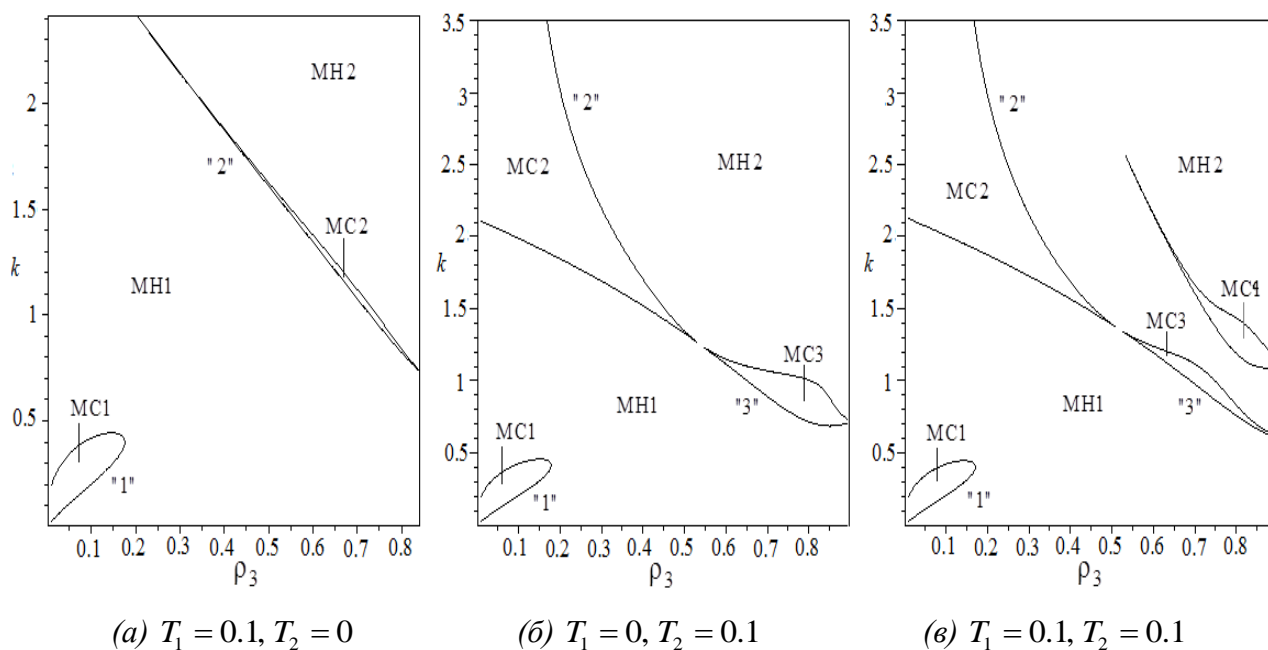 MH2
2
"2"
MC2
1.5
k
MH1
1
MC1
0.5
"1"
0.1 0.2 0.3 0.4 0.5 0.6 0.7 0.8
ρ3
(а) T1 = 0.1, T2 = 0
3.5
3
"2"
MC2
MH2
2.5
2
k
1.5
MC3
1
MH1
"3"
MC1
0.5
"1"
0.1 0.2 0.3 0.4 0.5 0.6 0.7 0.8
ρ3
(б) T1 = 0, T2 = 0.1
3.5
3
"2"
2.5
MH2
MC2
2
k
MC4
1.5
MC3
1
MH1
"3"
MC1
0.5
"1"
0.1 0.2 0.3 0.4 0.5 0.6 0.7 0.8
ρ3
(в) T1 = 0.1, T2 = 0.1